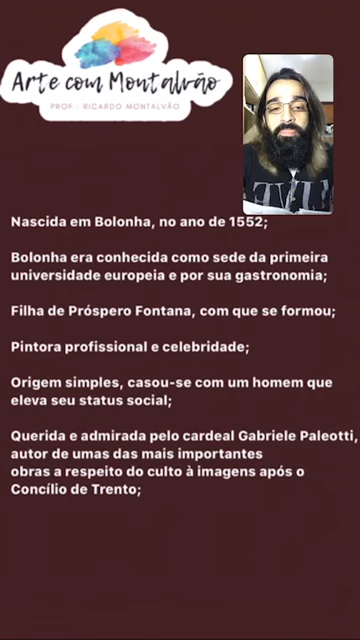 Arte com Montalvão
PROF.: RICARDO MONTALVÃO
Nascida em Bolonha, no ano de 1552;
Bolonha era conhecida como sede da primeira
universidade europeia e por sua gastronomia;
Filha de Próspero Fontana, com que se formou;
Pintora profissional e celebridade;
Origem simples, casou-se com um homem que
eleva seu status social;
Querida e admirada pelo cardeal Gabriele Paleotti,
autor de umas das mais importantes
obras a respeito do culto à imagens após o
Concílio de Trento;